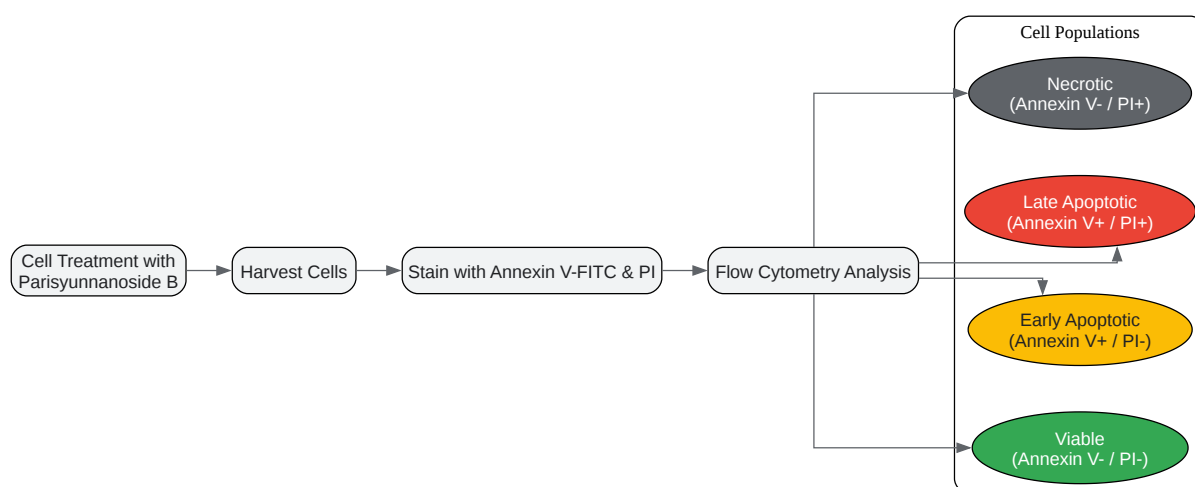 Cell Populations
Necrotic
(Annexin V- / PI+)
Late Apoptotic
(Annexin V+ / PI+)
Cell Treatment with
Parisyunnanoside B
Harvest Cells
Stain with Annexin V-FITC & PI
Flow Cytometry Analysis
Early Apoptotic
(Annexin V+ / PI-)
Viable
(Annexin V- / PI-)